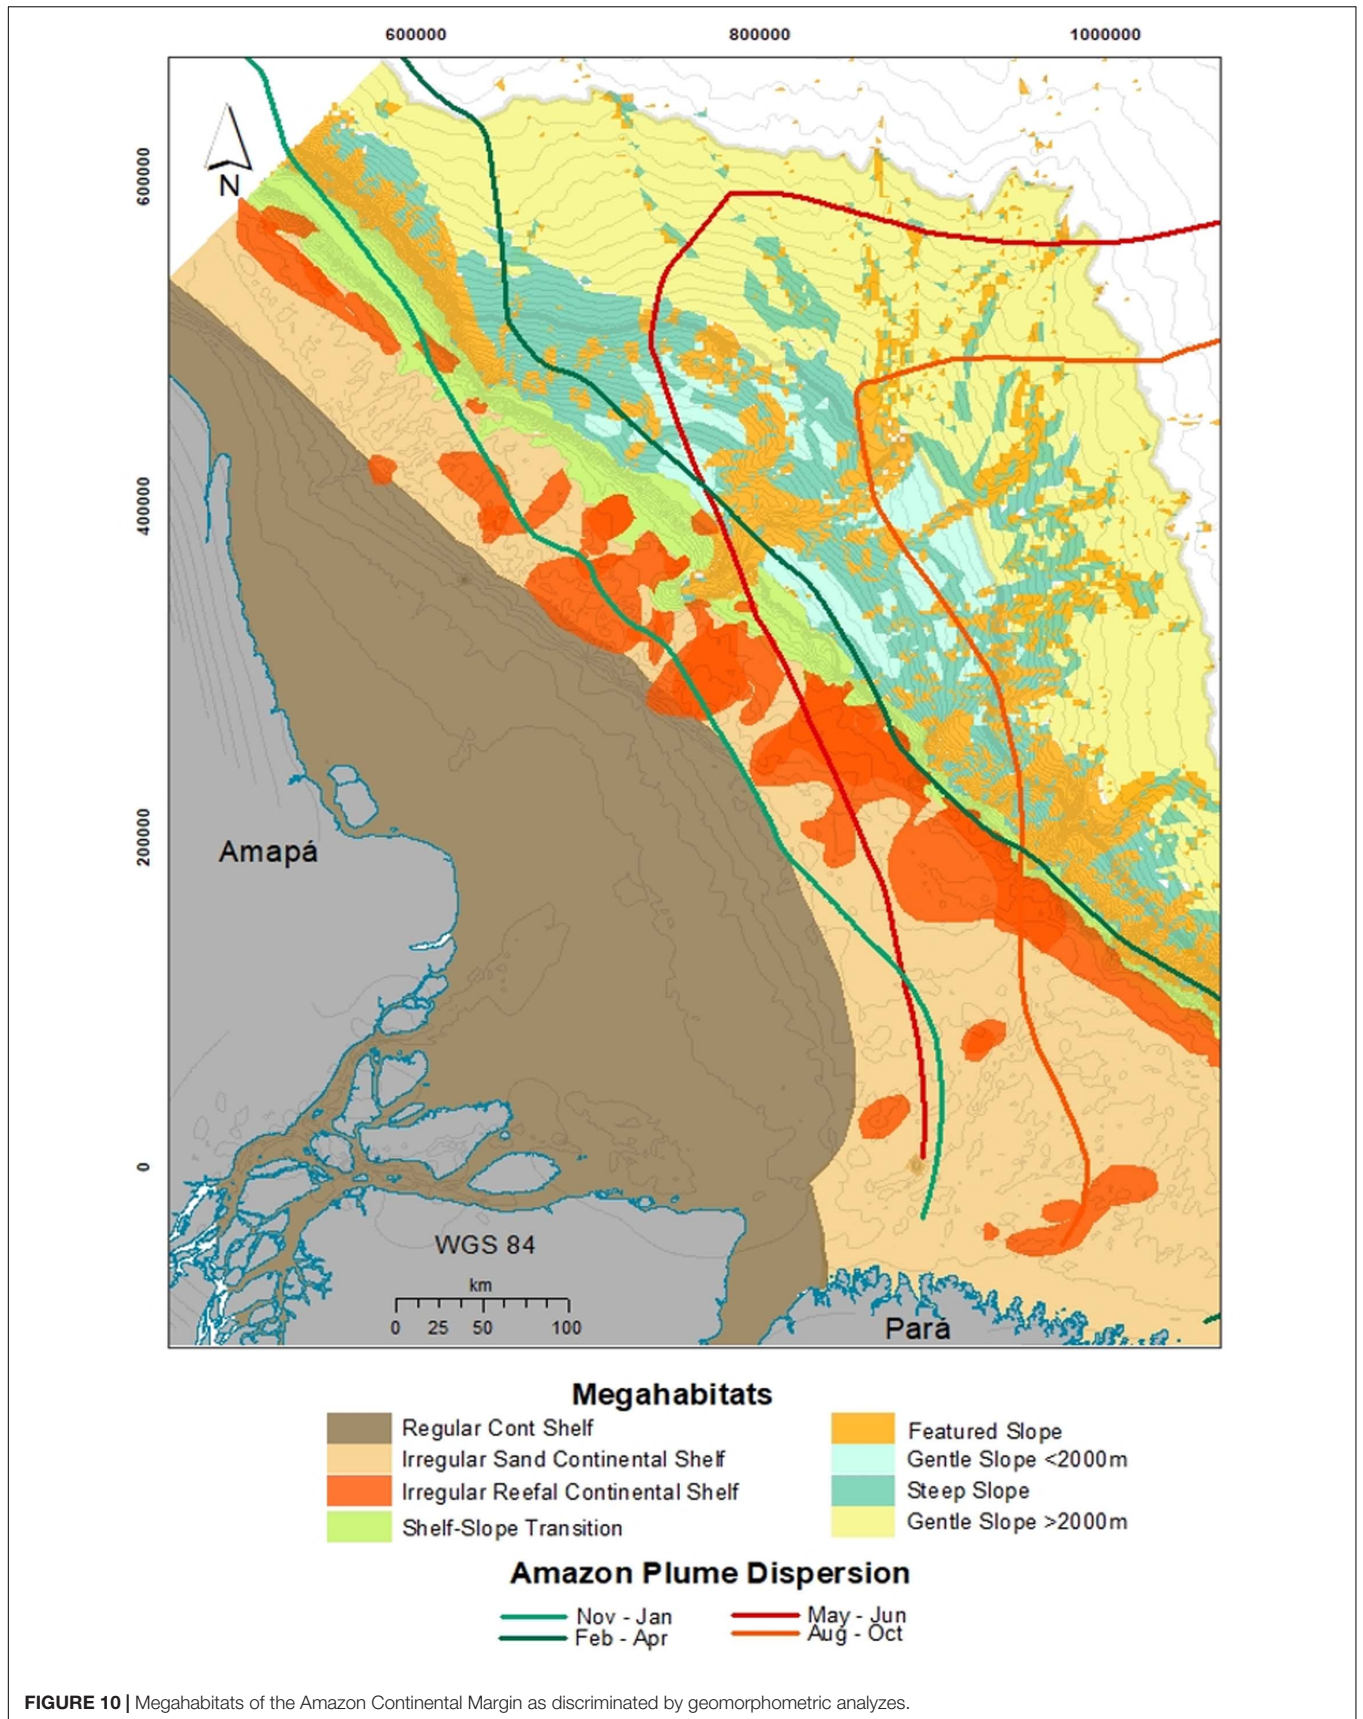 600000 800000 1000000
600000
400000
200000
0
N
Amapá
WGS 84
km
0 25 50 100
Pará
Megahabitats
Regular Cont Shelf
Irregular Sand Continental Shelf
Irregular Reefal Continental Shelf
Shelf-Slope Transition
Featured Slope
Gentle Slope <2000m
Steep Slope
Gentle Slope >2000m
Amazon Plume Dispersion
Nov - Jan
Feb - Apr
May - Jun
Aug - Oct
FIGURE 10 | Megahabitats of the Amazon Continental Margin as discriminated by geomorphometric analyzes.